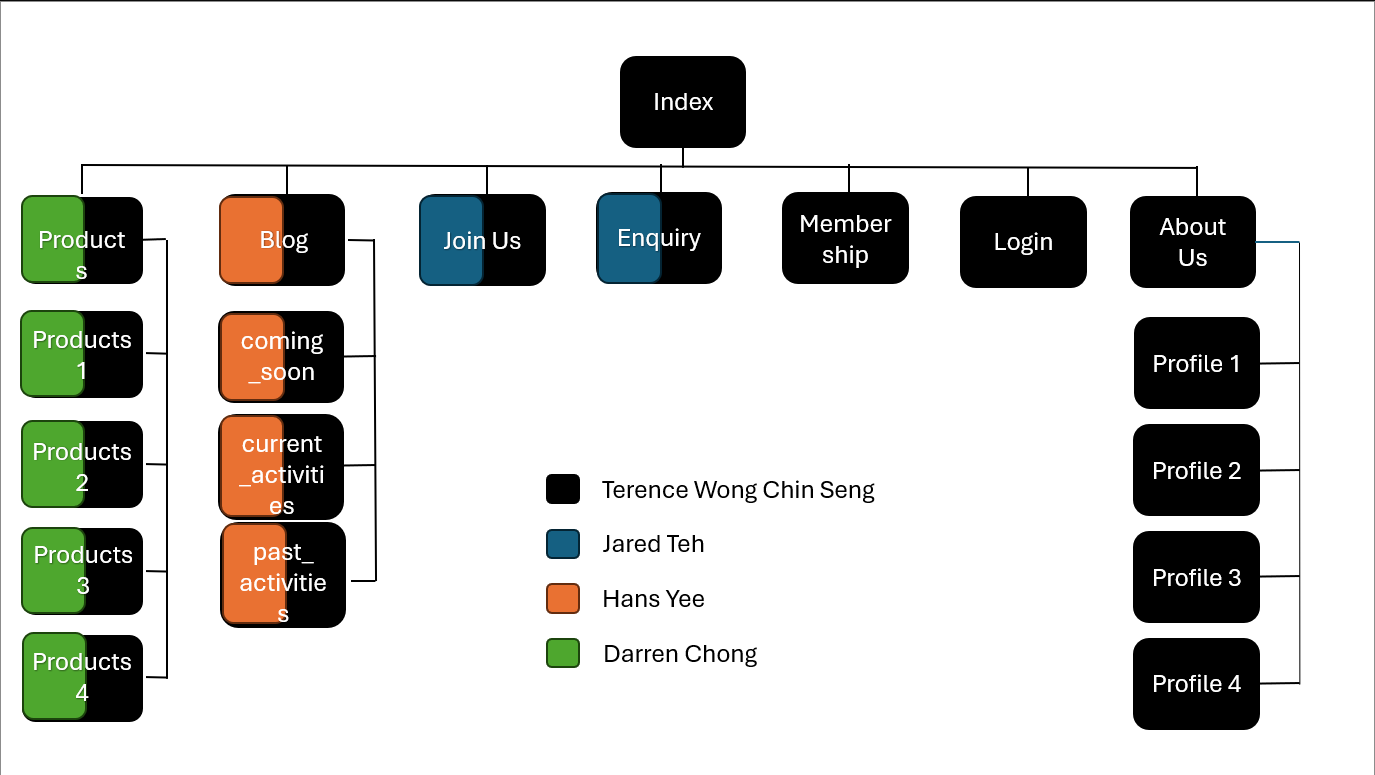 Index
Product
s
Blog
Join Us
Enquiry
Member
ship
Login
About
Us
Products
1
Products
2
Products
3
Products
4
coming
_soon
current
_activiti
es
past_
activitie
s
Profile 1
Profile 2
Profile 3
Profile 4
Terence Wong Chin Seng
Jared Teh
Hans Yee
Darren Chong